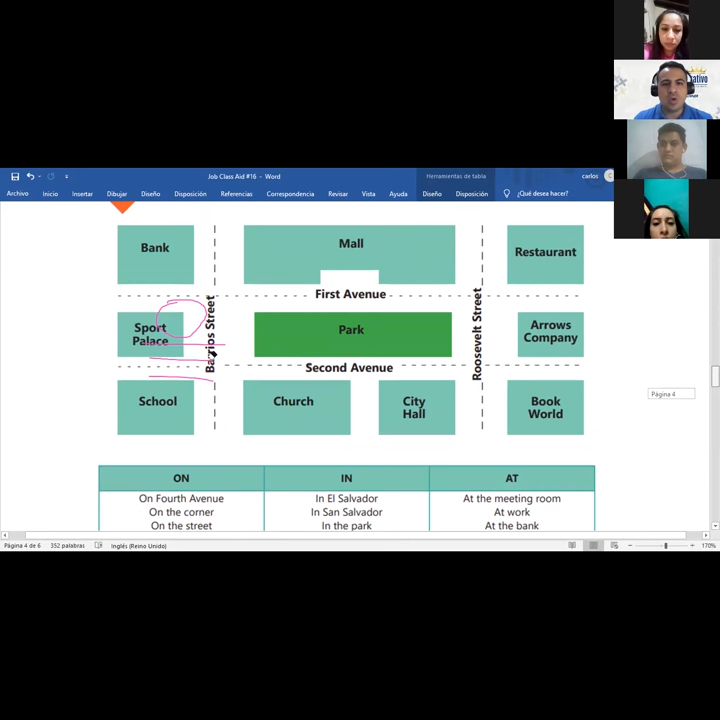 ativo
Job Class Aid #16 - Word
Herramientas de tabla
carlos
Archivo Inicio Insertar Dibujar Diseño Disposición Referencias Correspondencia Revisar Vista Ayuda Diseño Disposición ¿Qué desea hacer?
Bank
Mall
Restaurant
First Avenue
Sport
Palace
Barrios Street
Park
Roosevelt Street
Arrows
Company
Second Avenue
School
Church
City
Hall
Book
World
Página 4
ON IN AT
On Fourth Avenue In El Salvador At the meeting room
On the corner In San Salvador At work
On the street In the park At the bank
Página 4 de 6 352 palabras Inglés (Reino Unido) 170%